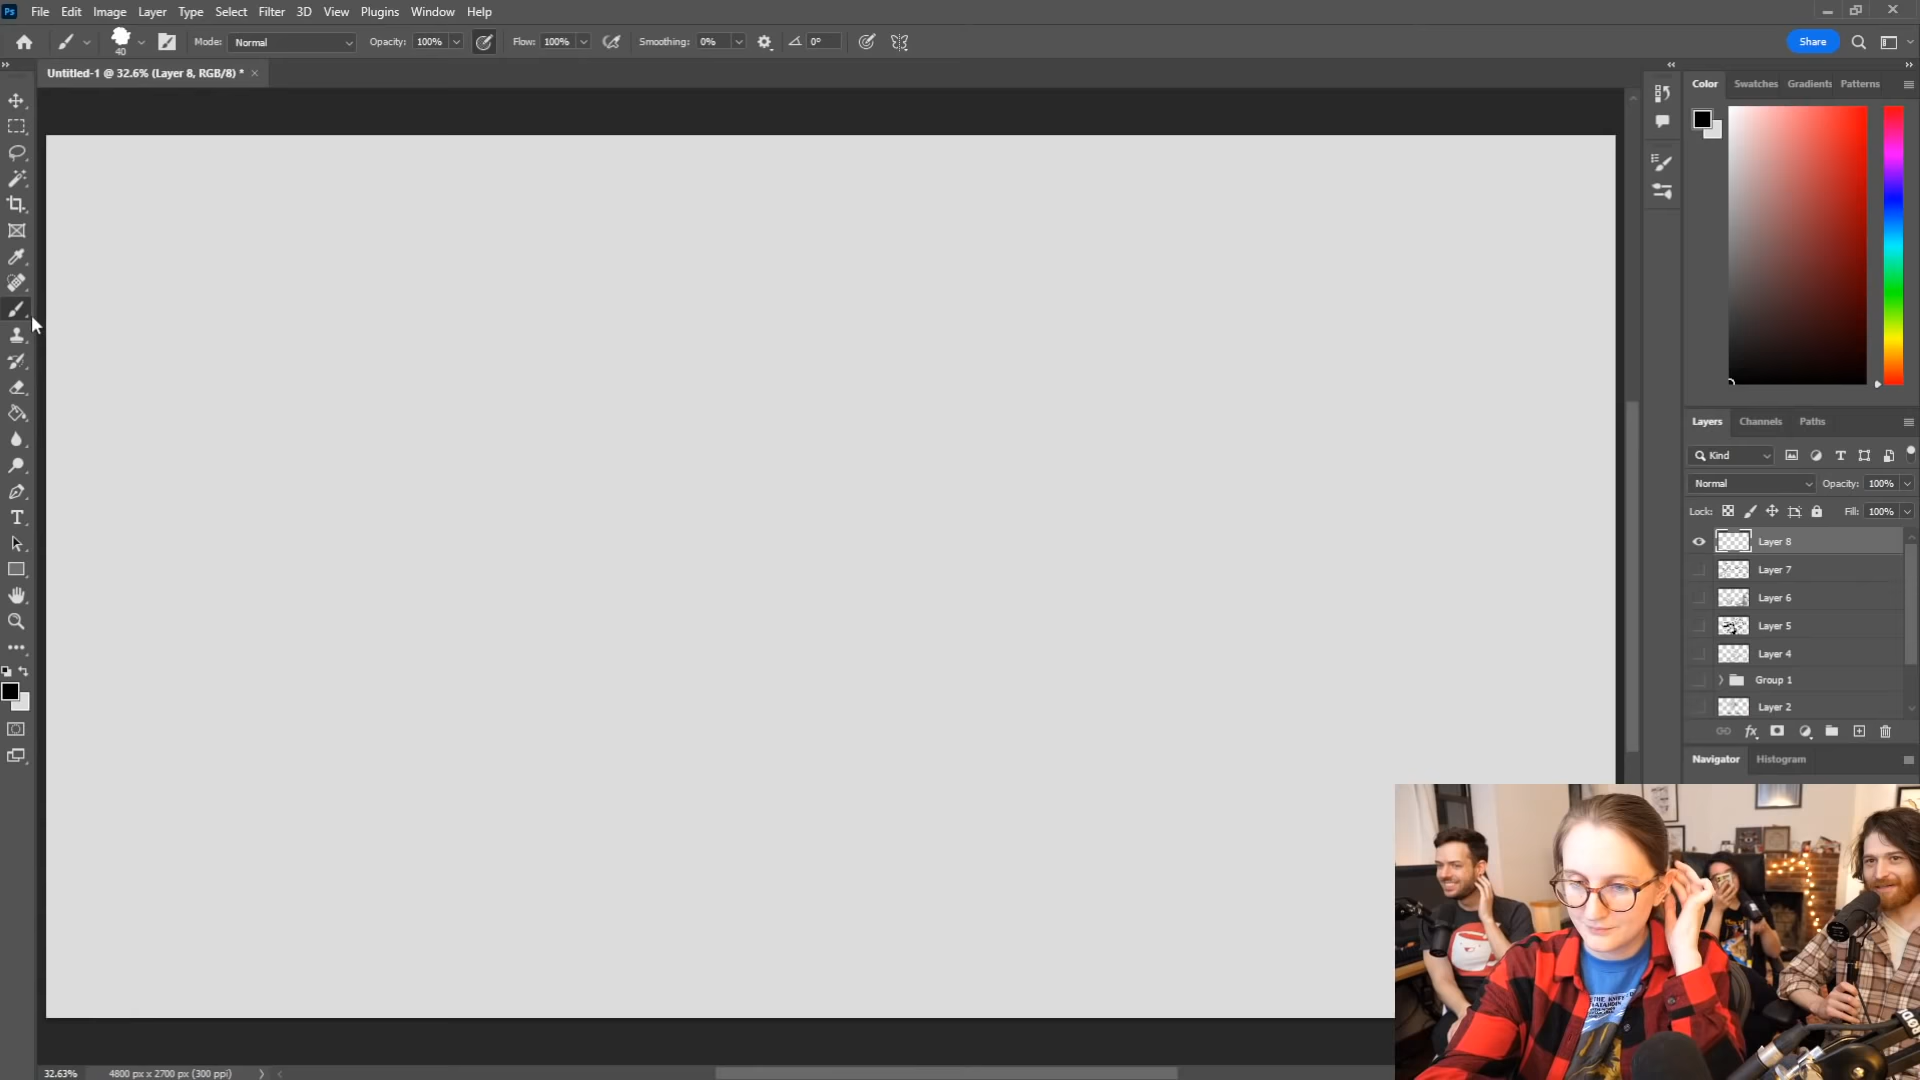 Ps File Edit Image Layer Type Select Filter 3D View Plugins Window Help
40 Mode: Normal Opacity: 100% Flow: 100% Smoothing: 0% 0° Share
Untitled-1 @ 32.6% (Layer 8, RGB/8) *
Color Swatches Gradients Patterns
Layers Channels Paths
Kind
Normal Opacity: 100%
Lock: Fill: 100%
Layer 8
Layer 7
Layer 6
Layer 5
Layer 4
Group 1
Layer 2
Navigator Histogram
32.63% 4800 px x 2700 px (300 ppi)